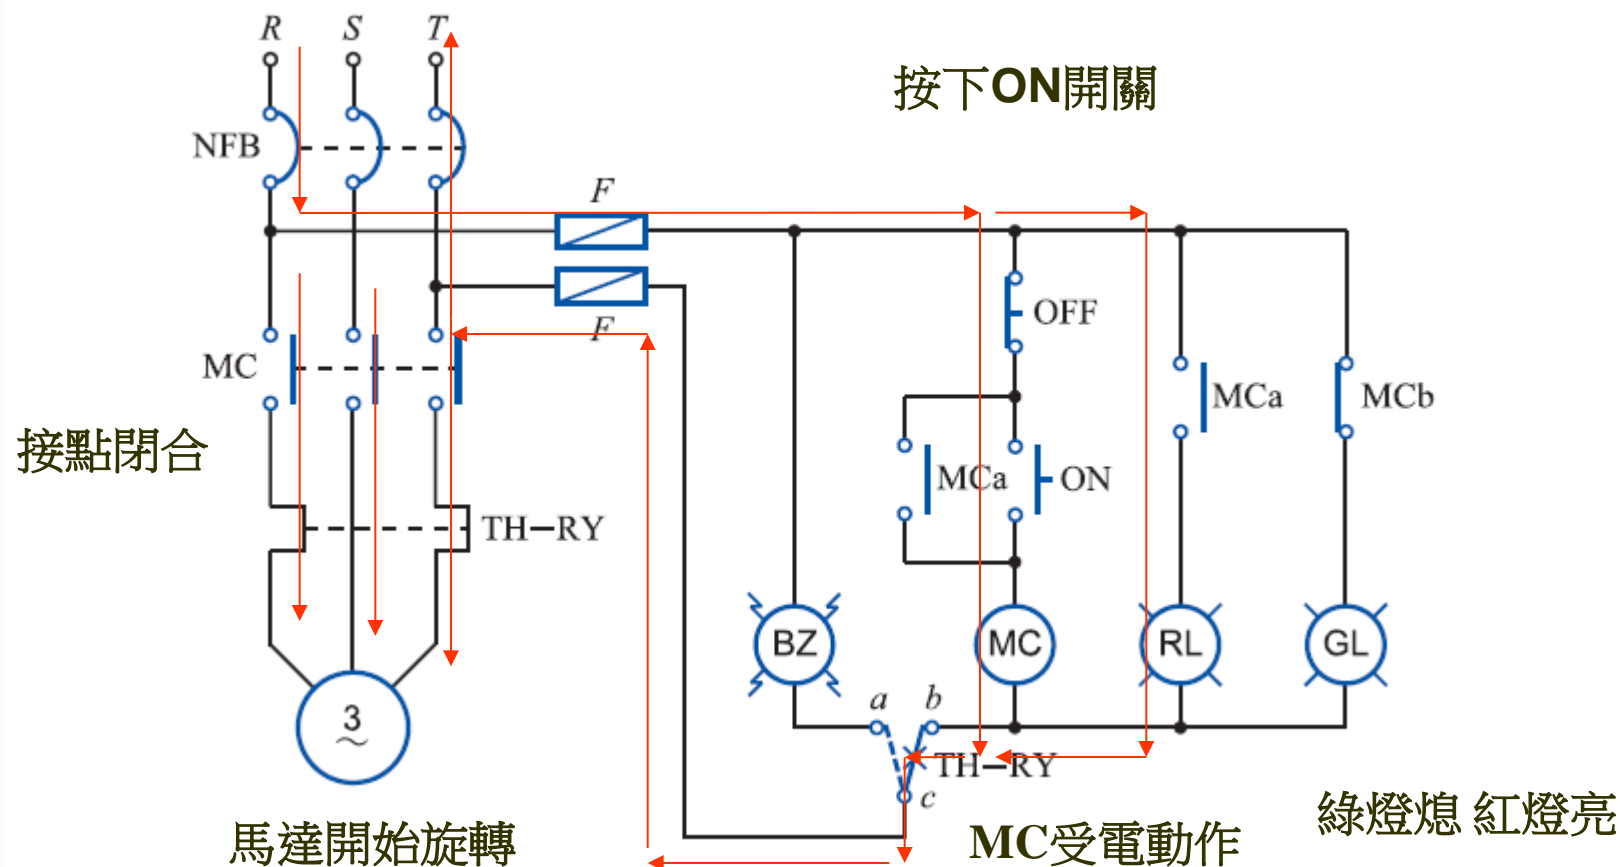 R S T
按下ON開關
NFB
F
F
OFF
MC
MCa
MCb
接點閉合
MCa
ON
TH－RY
BZ
MC
RL
GL
a
b
3
～
TH－RY
c
綠燈熄 紅燈亮
馬達開始旋轉
MC受電動作